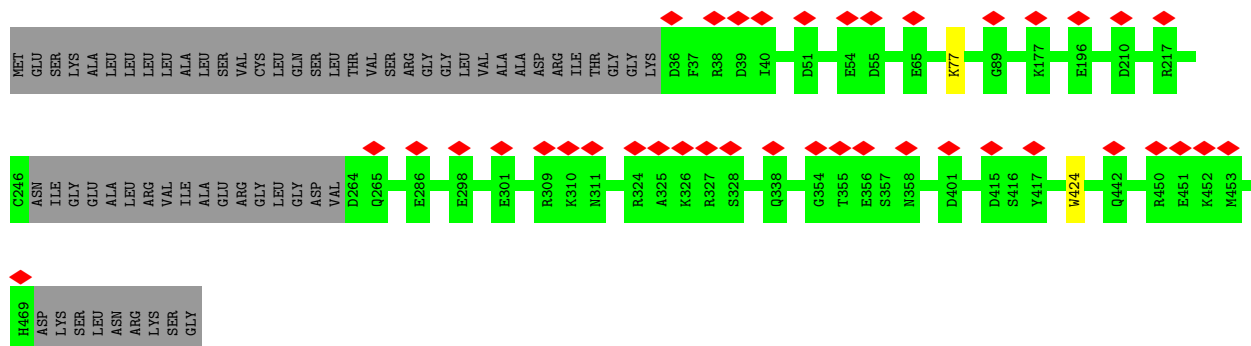 MET GLU SER LYS ALA LEU LEU LEU LEU ALA LEU SER VAL CYS LEU GLN SER LEU THR VAL SER ARG GLY GLY LEU VAL ALA ALA ASP ARG ILE THR GLY GLY LYS D36 F37 R38 D39 I40 D51 E54 D55 E65 K77 G89 K177 E196 D210 R217
C246 ASN ILE GLY GLU ALA LEU ARG VAL ILE ALA GLU ARG GLY LEU GLY ASP VAL D264 Q265 E286 E298 E301 R309 K310 N311 R324 A325 K326 R327 S328 Q338 G354 T355 E356 S357 N358 D401 D415 S416 Y417 W424 Q442 R450 E451 K452 M453
H469 ASP LYS SER LEU ASN ARG LYS SER GLY